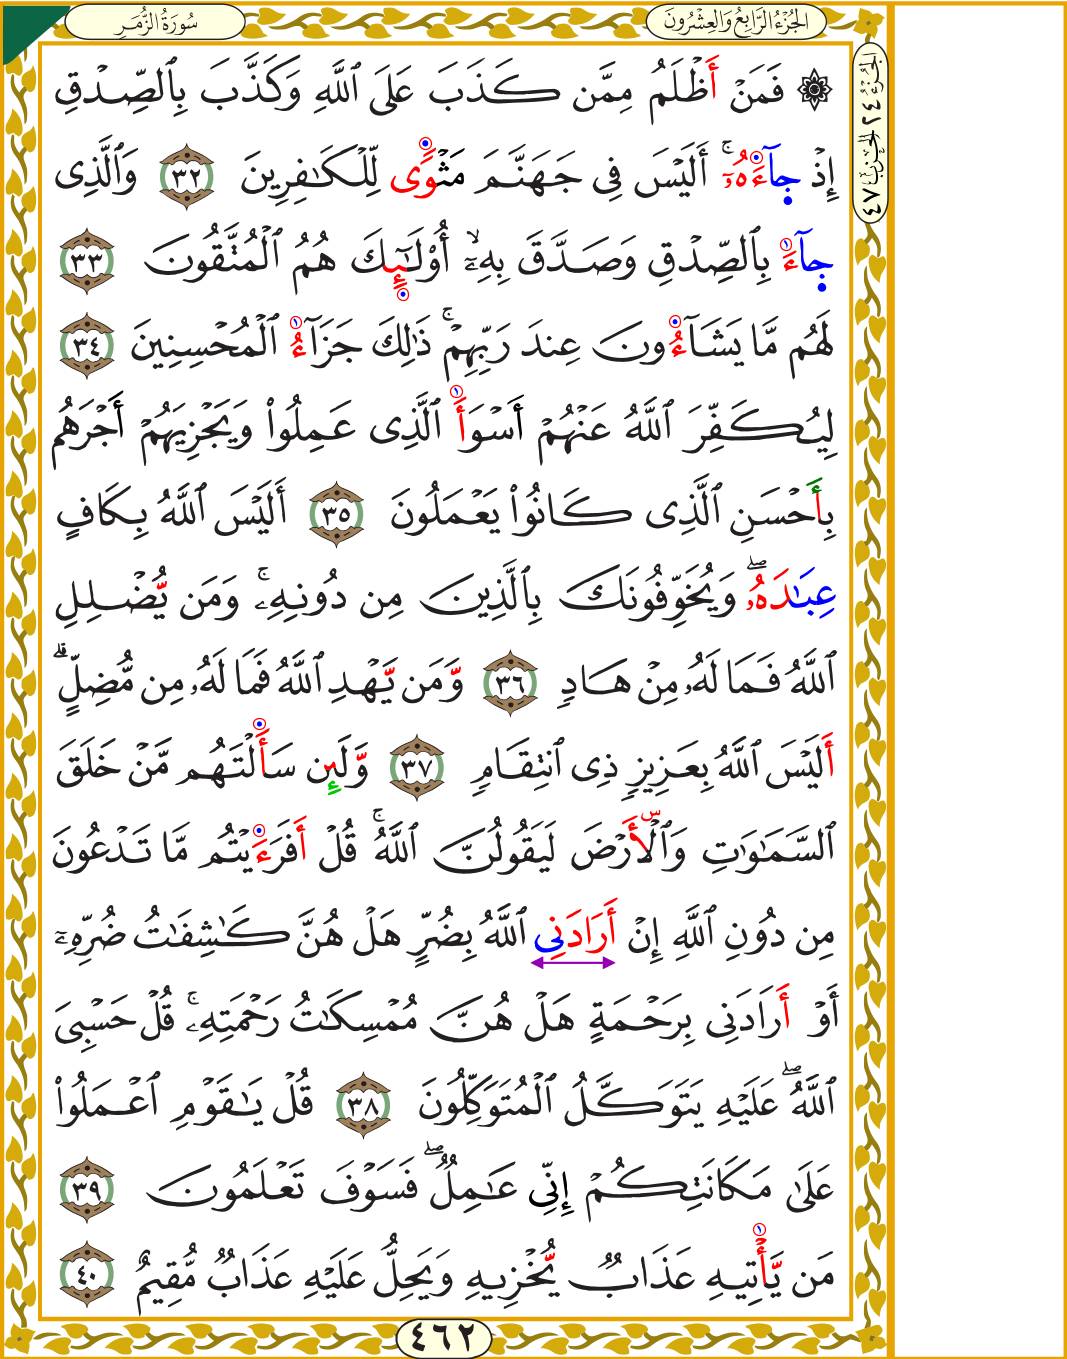 سُورَةُ الزُّمَرِ
الجُزْءُ الرَّابِعُ وَالعِشْرُونَ
الجزء ٢٤ الحزب ٤٧
۞ فَمَنْ أَظْلَمُ مِمَّن كَذَبَ عَلَى ٱللَّهِ وَكَذَّبَ بِٱلصِّدْقِ
إِذْ جَآءَهُۥٓۚ أَلَيْسَ فِى جَهَنَّمَ مَثْوًى لِّلْكَـٰفِرِينَ ٣٢ وَٱلَّذِى
جَآءَ بِٱلصِّدْقِ وَصَدَّقَ بِهِۦٓۙ أُوْلَـٰٓئِكَ هُمُ ٱلْمُتَّقُونَ ٣٣
لَهُم مَّا يَشَآءُونَ عِندَ رَبِّهِمْۚ ذَٰلِكَ جَزَآءُ ٱلْمُحْسِنِينَ ٣٤
لِيُكَفِّرَ ٱللَّهُ عَنْهُمْ أَسْوَأَ ٱلَّذِى عَمِلُوا۟ وَيَجْزِيَهُمْ أَجْرَهُم
بِأَحْسَنِ ٱلَّذِى كَانُوا۟ يَعْمَلُونَ ٣٥ أَلَيْسَ ٱللَّهُ بِكَافٍ
عِبَـٰدَهُۥۖ وَيُخَوِّفُونَكَ بِٱلَّذِينَ مِن دُونِهِۦۚ وَمَن يُّضْلِلِ
ٱللَّهُ فَمَا لَهُۥ مِنْ هَادٍ ٣٦ وَّمَن يَّهْدِ ٱللَّهُ فَمَا لَهُۥ مِن مُّضِلٍّۗ
أَلَيْسَ ٱللَّهُ بِعَزِيزٍ ذِى ٱنتِقَامٍ ٣٧ وَّلَئِن سَأَلْتَهُم مَّنْ خَلَقَ
ٱلسَّمَـٰوَٰتِ وَٱلْأَرْضَ لَيَقُولُنَّ ٱللَّهُۚ قُلْ أَفَرَءَيْتُم مَّا تَدْعُونَ
مِن دُونِ ٱللَّهِ إِنْ أَرَادَنِى ٱللَّهُ بِضُرٍّ هَلْ هُنَّ كَـٰشِفَـٰتُ ضُرِّهِۦٓ
أَوْ أَرَادَنِى بِرَحْمَةٍ هَلْ هُنَّ مُمْسِكَـٰتُ رَحْمَتِهِۦۚ قُلْ حَسْبِىَ
ٱللَّهُۖ عَلَيْهِ يَتَوَكَّلُ ٱلْمُتَوَكِّلُونَ ٣٨ قُلْ يَـٰقَوْمِ ٱعْمَلُوا۟
عَلَىٰ مَكَانَتِكُمْ إِنِّى عَـٰمِلٌۖ فَسَوْفَ تَعْلَمُونَ ٣٩
مَن يَّأْتِيهِ عَذَابٌ يُّخْزِيهِ وَيَحِلُّ عَلَيْهِ عَذَابٌ مُّقِيمٌ ٤٠
٤٦٢